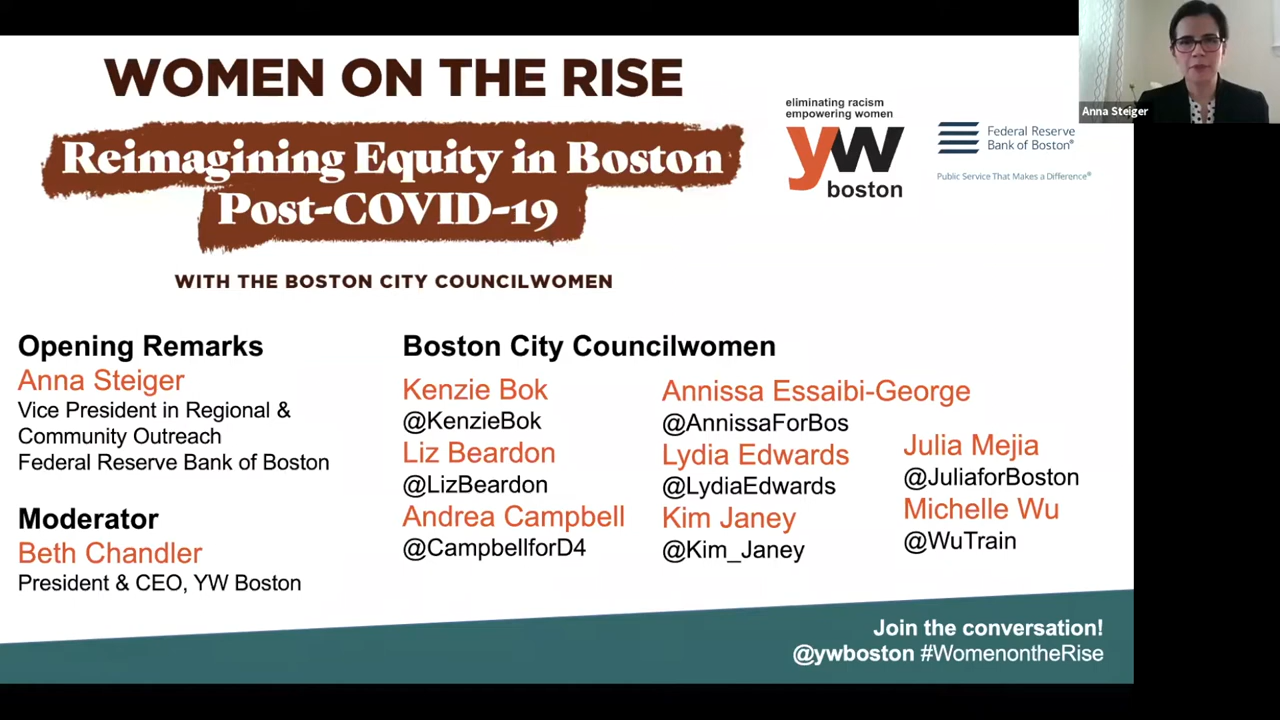 WOMEN ON THE RISE
Reimagining Equity in Boston
Post-COVID-19
WITH THE BOSTON CITY COUNCILWOMEN
eliminating racism
empowering women
yw
boston
Federal Reserve
Bank of Boston®
Public Service That Makes a Difference®
Anna Steiger
Opening Remarks
Anna Steiger
Vice President in Regional &
Community Outreach
Federal Reserve Bank of Boston
Moderator
Beth Chandler
President & CEO, YW Boston
Boston City Councilwomen
Kenzie Bok
@KenzieBok
Liz Beardon
@LizBeardon
Andrea Campbell
@CampbellforD4
Annissa Essaibi-George
@AnnissaForBos
Lydia Edwards
@LydiaEdwards
Kim Janey
@Kim_Janey
Julia Mejia
@JuliaforBoston
Michelle Wu
@WuTrain
Join the conversation!
@ywboston #WomenontheRise